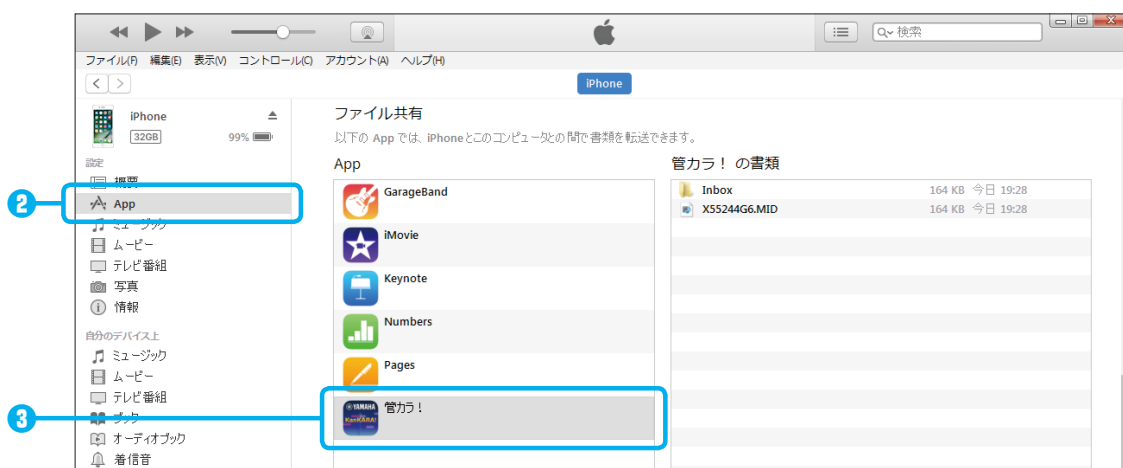 検索
ファイル(F) 編集(E) 表示(V) コントロール(C) アカウント(A) ヘルプ(H)
iPhone
iPhone
32GB
99%
設定
概要
2
App
ミュージック
ムービー
テレビ番組
写真
情報
自分のデバイス上
ミュージック
ムービー
テレビ番組
3
ブック
オーディオブック
着信音
ファイル共有
以下の App では、iPhoneとこのコンピュータとの間で書類を転送できます。
App
GarageBand
iMovie
Keynote
Numbers
Pages
YAMAHA
KanKARA!
管カラ！
管カラ！ の書類
Inbox 164 KB 今日 19:28
X55244G6.MID 164 KB 今日 19:28